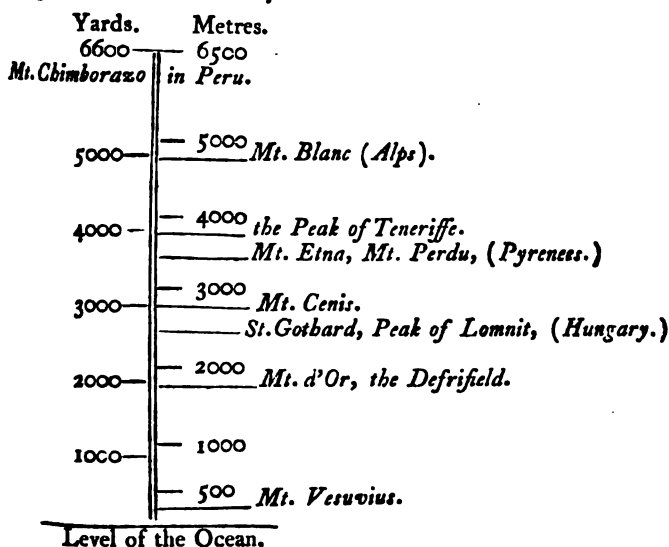 Yards. Metres.
6600 6500
Mt. Chimborazo in Peru.
5000
5000 Mt. Blanc (Alps).
4000
4000 the Peak of Teneriffe.
Mt. Etna, Mt. Perdu, (Pyrenees.)
3000
3000 Mt. Cenis.
St. Gothard, Peak of Lomnit, (Hungary.)
2000
2000 Mt. d'Or, the Defrifield.
1000
1000
500 Mt. Vesuvius.
Level of the Ocean.